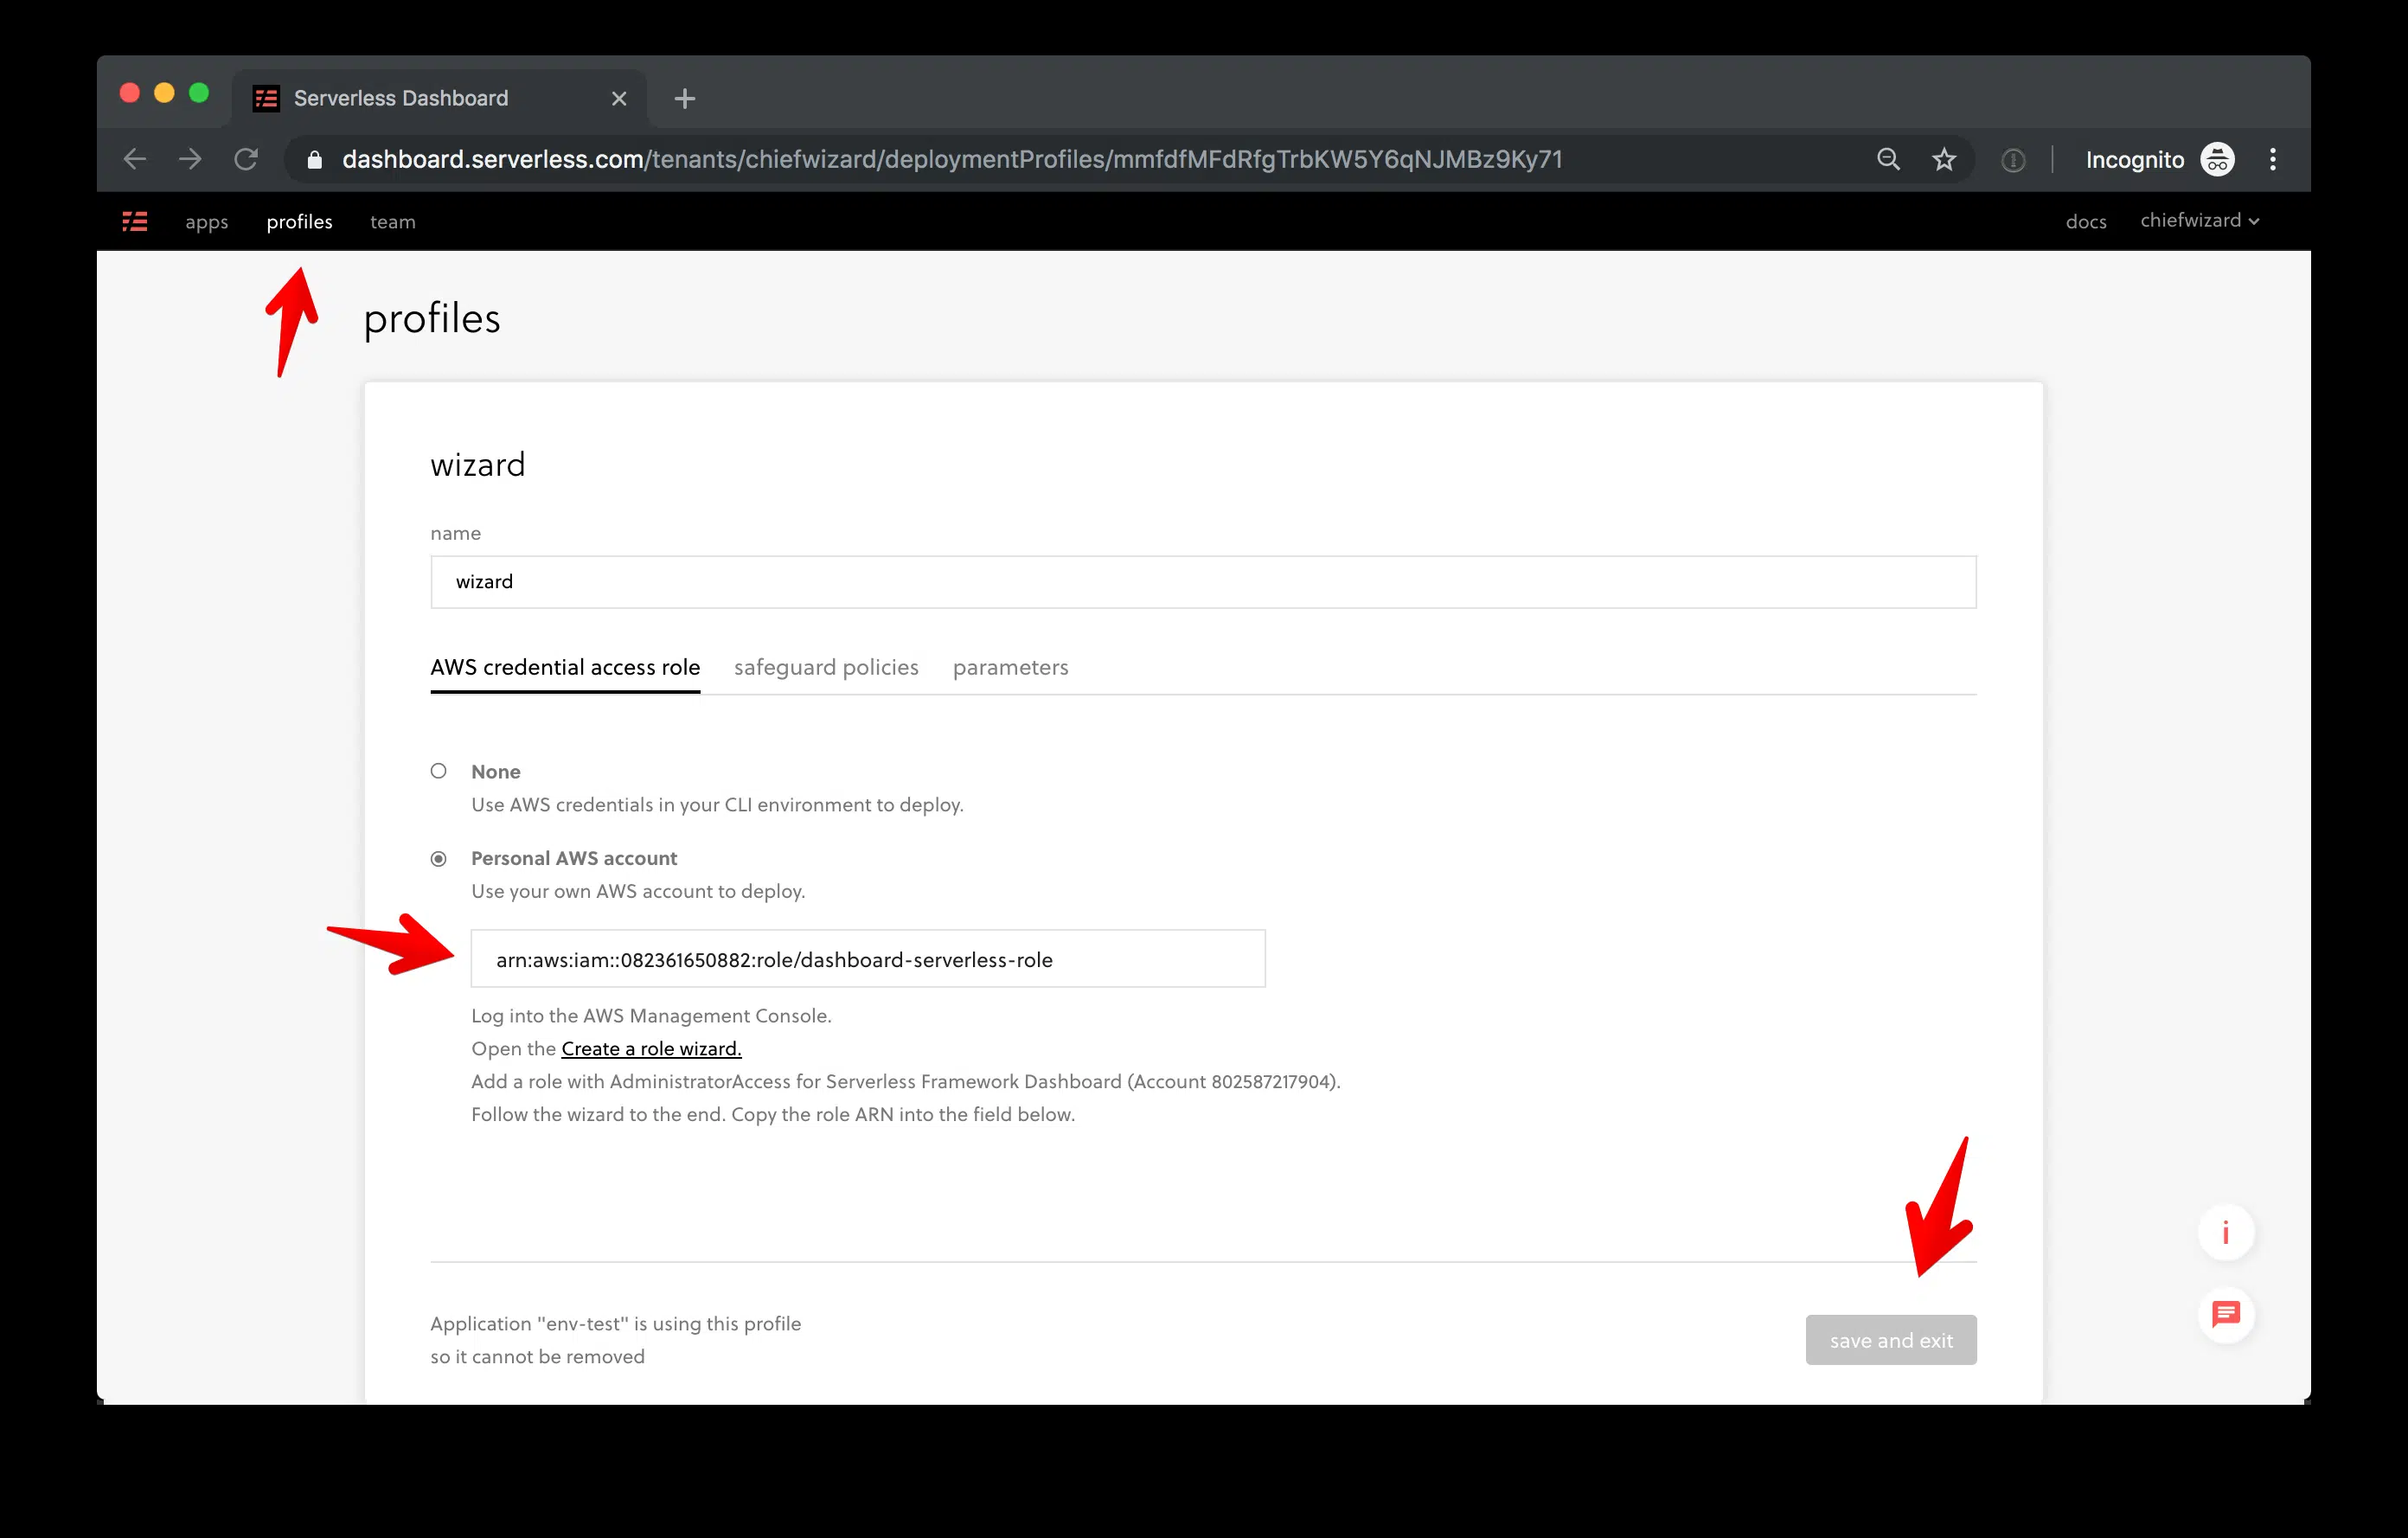 Serverless Dashboard
dashboard.serverless.com/tenants/chiefwizard/deploymentProfiles/mmfdfMFdRfgTrbKW5Y6qNJMBz9Ky71
Incognito
apps profiles team docs chiefwizard
profiles
wizard
name
wizard
AWS credential access role safeguard policies parameters
None
Use AWS credentials in your CLI environment to deploy.
Personal AWS account
Use your own AWS account to deploy.
arn:aws:iam::082361650882:role/dashboard-serverless-role
Log into the AWS Management Console.
Open the Create a role wizard.
Add a role with AdministratorAccess for Serverless Framework Dashboard (Account 802587217904).
Follow the wizard to the end. Copy the role ARN into the field below.
i
Application "env-test" is using this profile
so it cannot be removed
save and exit